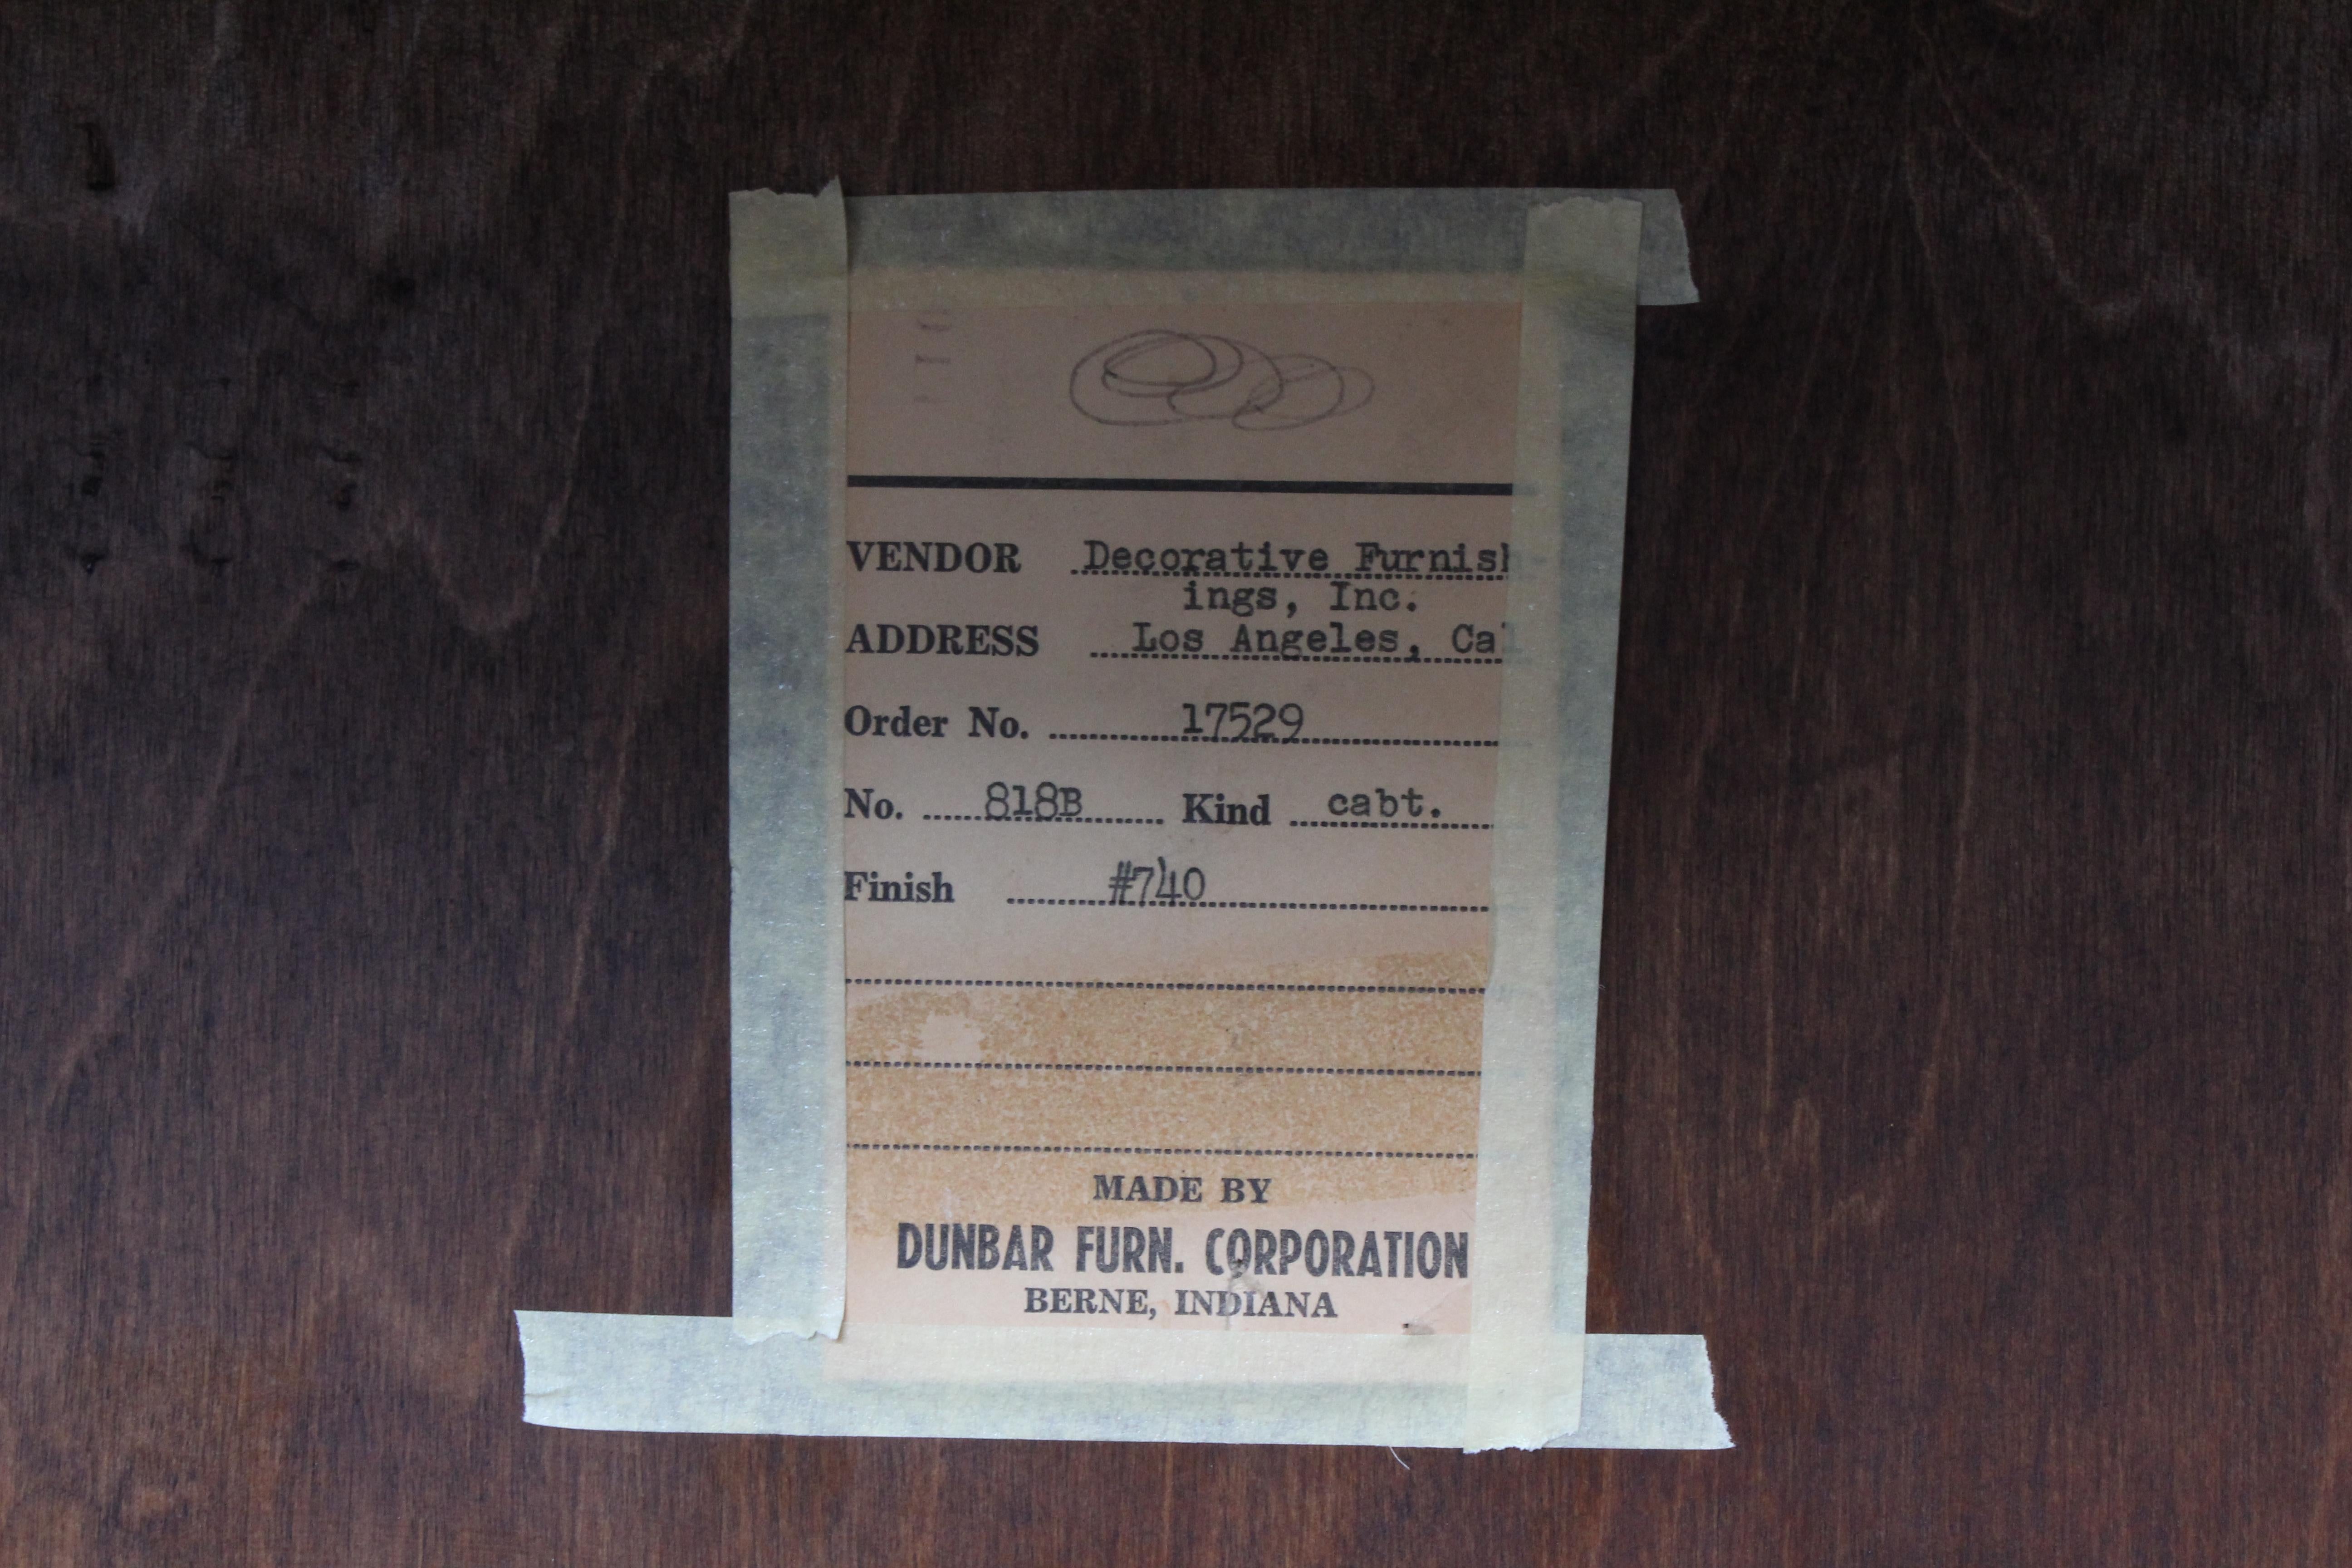 VENDOR Decorative Furnish
ings, Inc.
ADDRESS Los Angeles, Cal
Order No. 17529
No. 818B Kind cabt.
Finish #740
MADE BY
DUNBAR FURN. CORPORATION
BERNE, INDIANA